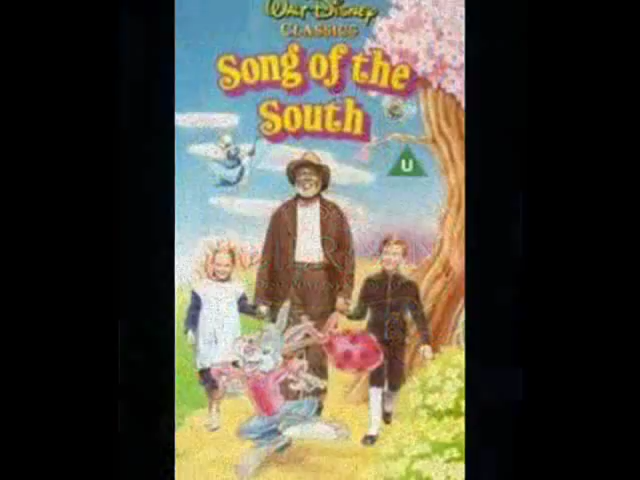 WALT DISNEY
CLASSICS
Song of the
South
U